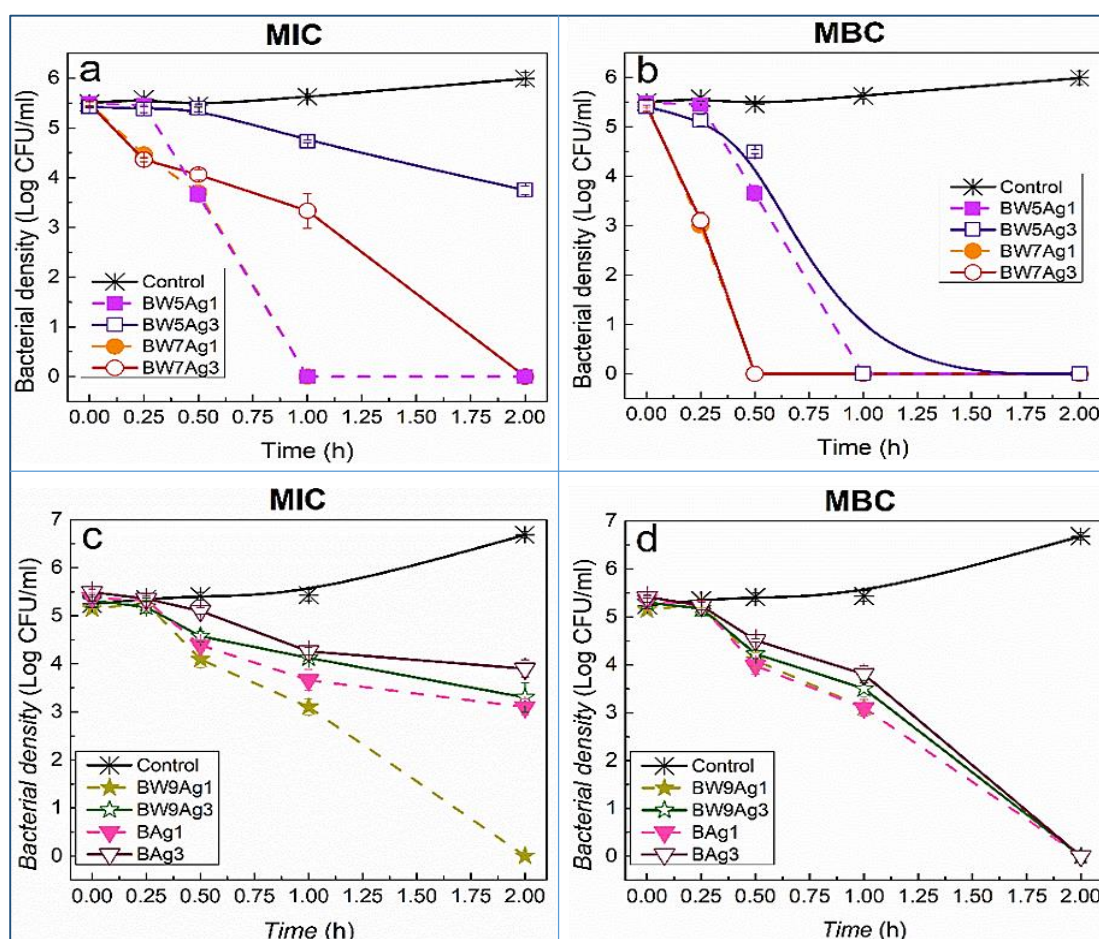 MIC
a
Bacterial density (Log CFU/ml)
6
5
4
3
2
1
0
Control
BW5Ag1
BW5Ag3
BW7Ag1
BW7Ag3
0.00 0.25 0.50 0.75 1.00 1.25 1.50 1.75 2.00
Time (h)
MBC
b
Bacterial density (Log CFU/ml)
6
5
4
3
2
1
0
Control
BW5Ag1
BW5Ag3
BW7Ag1
BW7Ag3
0.00 0.25 0.50 0.75 1.00 1.25 1.50 1.75 2.00
Time (h)
MIC
c
Bacterial density (Log CFU/ml)
7
6
5
4
3
2
1
0
Control
BW9Ag1
BW9Ag3
BAg1
BAg3
0.00 0.25 0.50 0.75 1.00 1.25 1.50 1.75 2.00
Time (h)
MBC
d
Bacterial density (Log CFU/ml)
7
6
5
4
3
2
1
0
Control
BW9Ag1
BW9Ag3
BAg1
BAg3
0.00 0.25 0.50 0.75 1.00 1.25 1.50 1.75 2.00
Time (h)